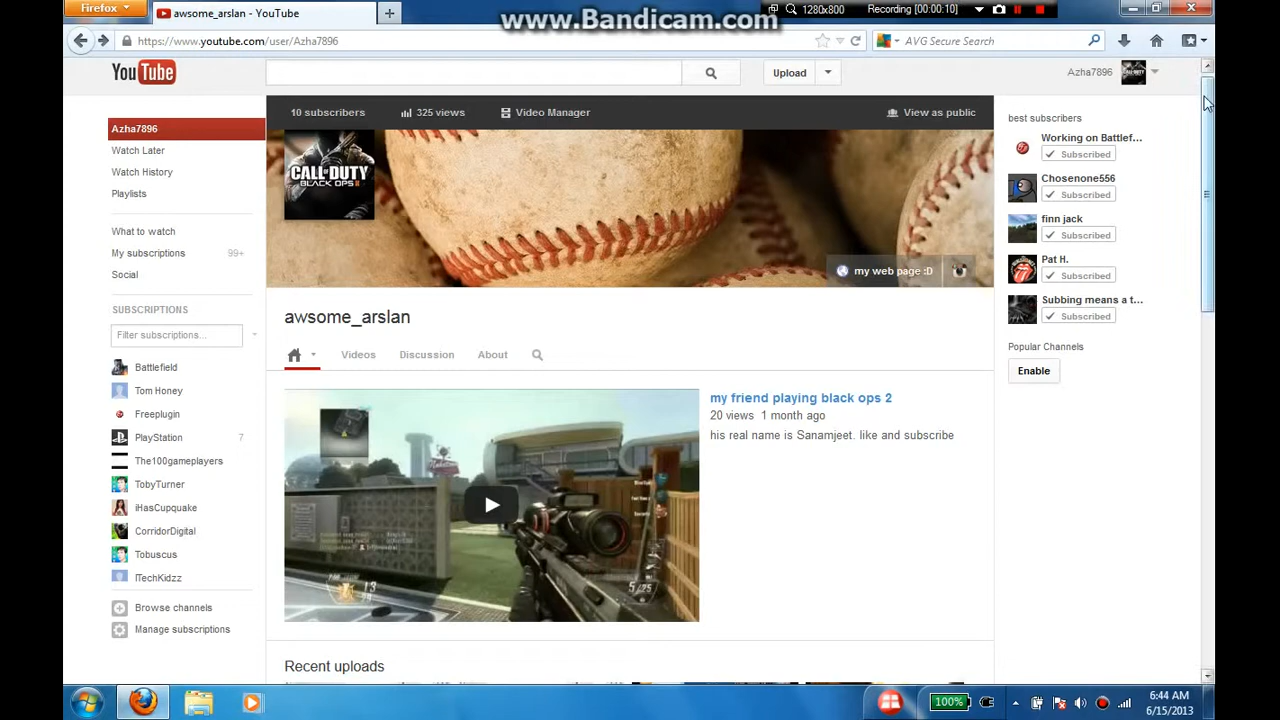 www.Bandicam.com
1280x800
Recording [00:00:10]
Firefox
awsome_arslan - YouTube
https://www.youtube.com/user/Azha7896
AVG Secure Search
YouTube
Upload
Azha7896
Azha7896
Watch Later
Watch History
Playlists
What to watch
My subscriptions 99+
Social
SUBSCRIPTIONS
Filter subscriptions...
Battlefield
Tom Honey
Freeplugin
PlayStation 7
The100gameplayers
TobyTurner
iHasCupquake
CorridorDigital
Tobuscus
ITechKidzz
Browse channels
Manage subscriptions
10 subscribers 325 views Video Manager View as public
CALL·DUTY
BLACK OPS II
my web page :D
awsome_arslan
Videos Discussion About
my friend playing black ops 2
20 views 1 month ago
his real name is Sanamjeet. like and subscribe
13
5/25
Recent uploads
best subscribers
Working on Battlef...
Subscribed
Chosenone556
Subscribed
finn jack
Subscribed
Pat H.
Subscribed
Subbing means a t...
Subscribed
Popular Channels
Enable
100%
6:44 AM
6/15/2013